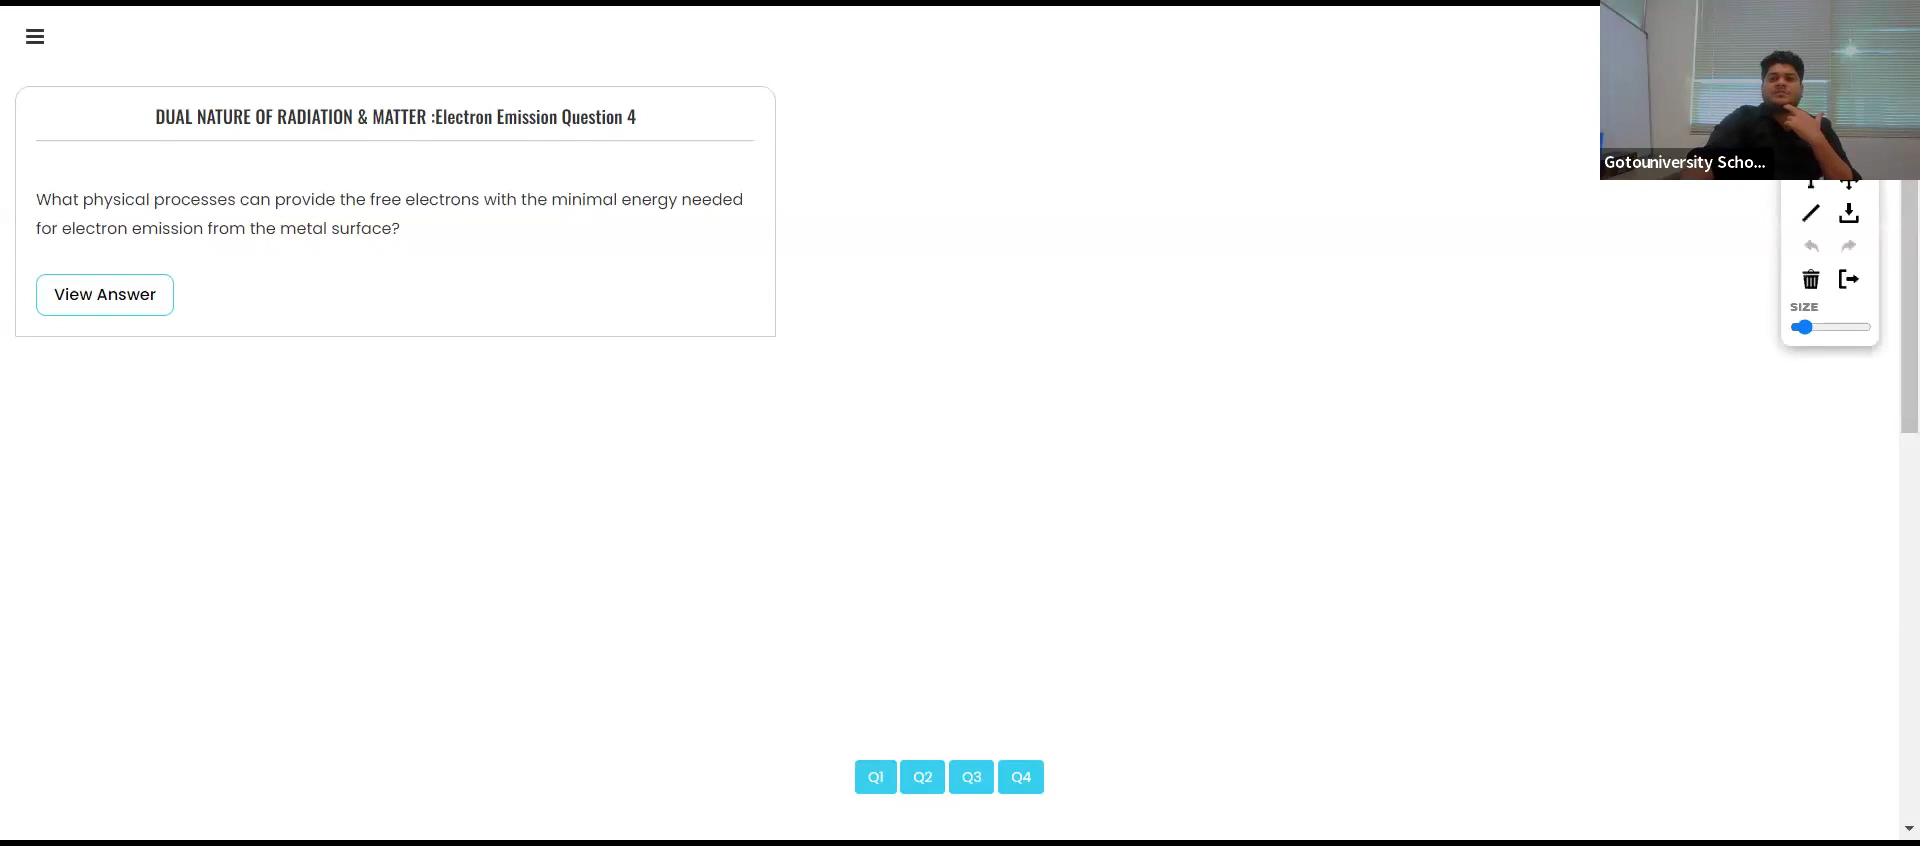 DUAL NATURE OF RADIATION & MATTER :Electron Emission Question 4
What physical processes can provide the free electrons with the minimal energy needed
for electron emission from the metal surface?
View Answer
Gotouniversity Scho...
SIZE
Q1 Q2 Q3 Q4